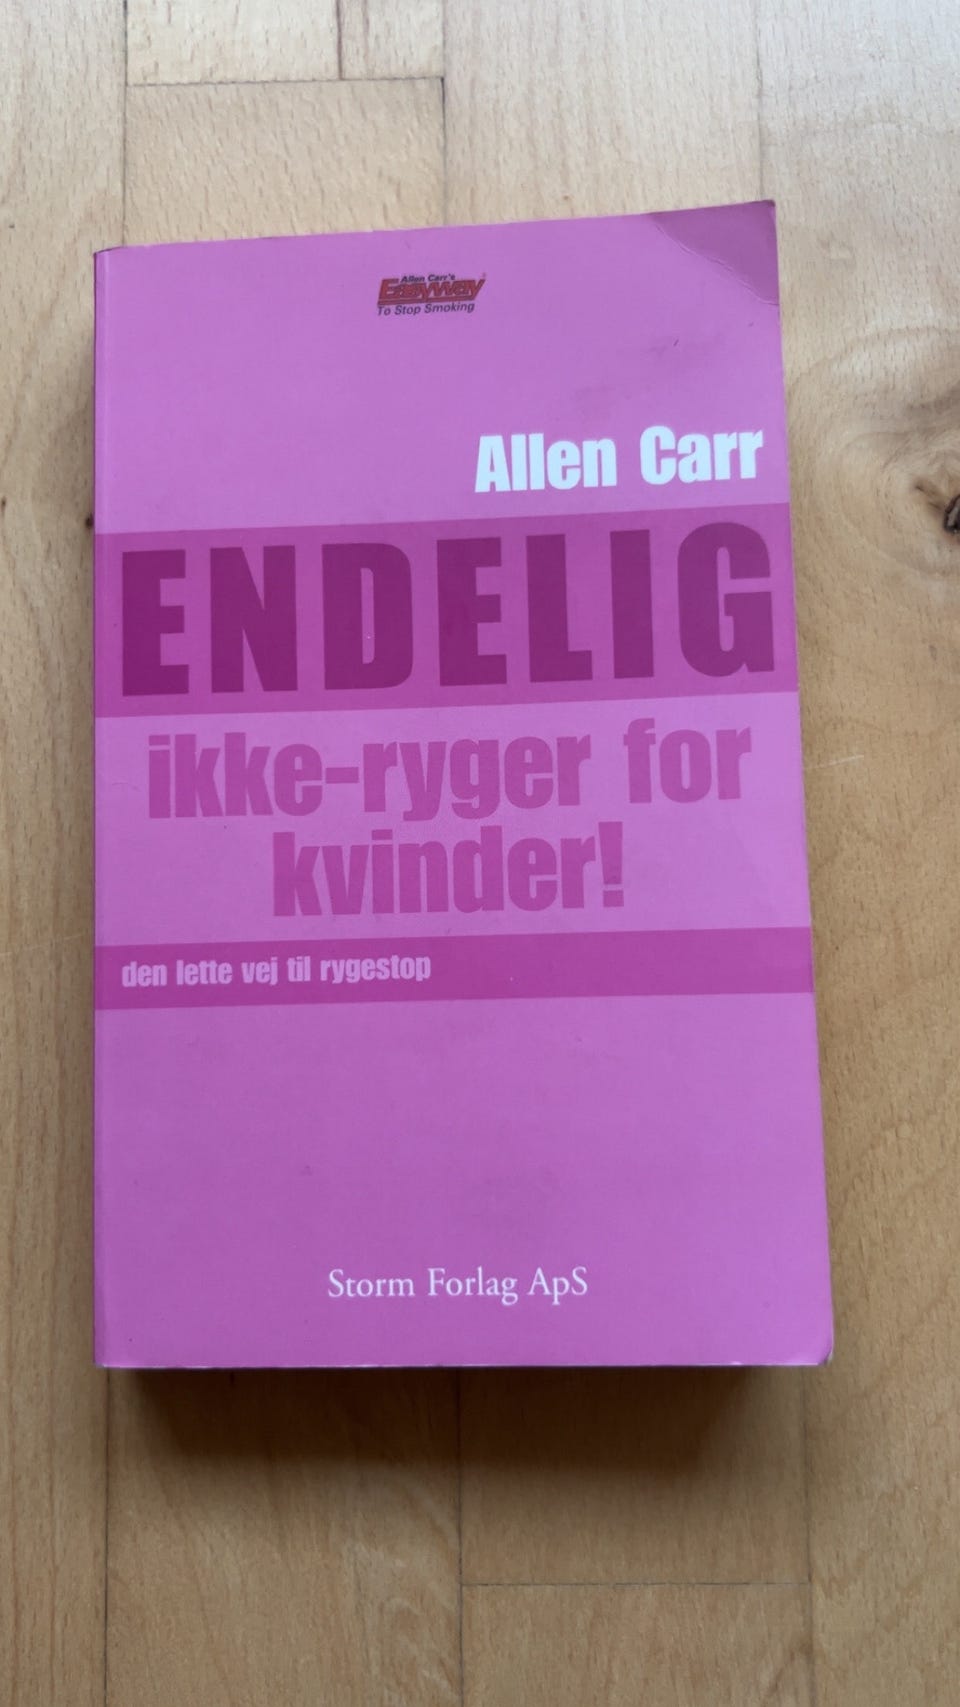 Allen Carr's
Easyway
To Stop Smoking
Allen Carr
ENDELIG
ikke-ryger for
kvinder!
den lette vej til rygestop
Storm Forlag ApS